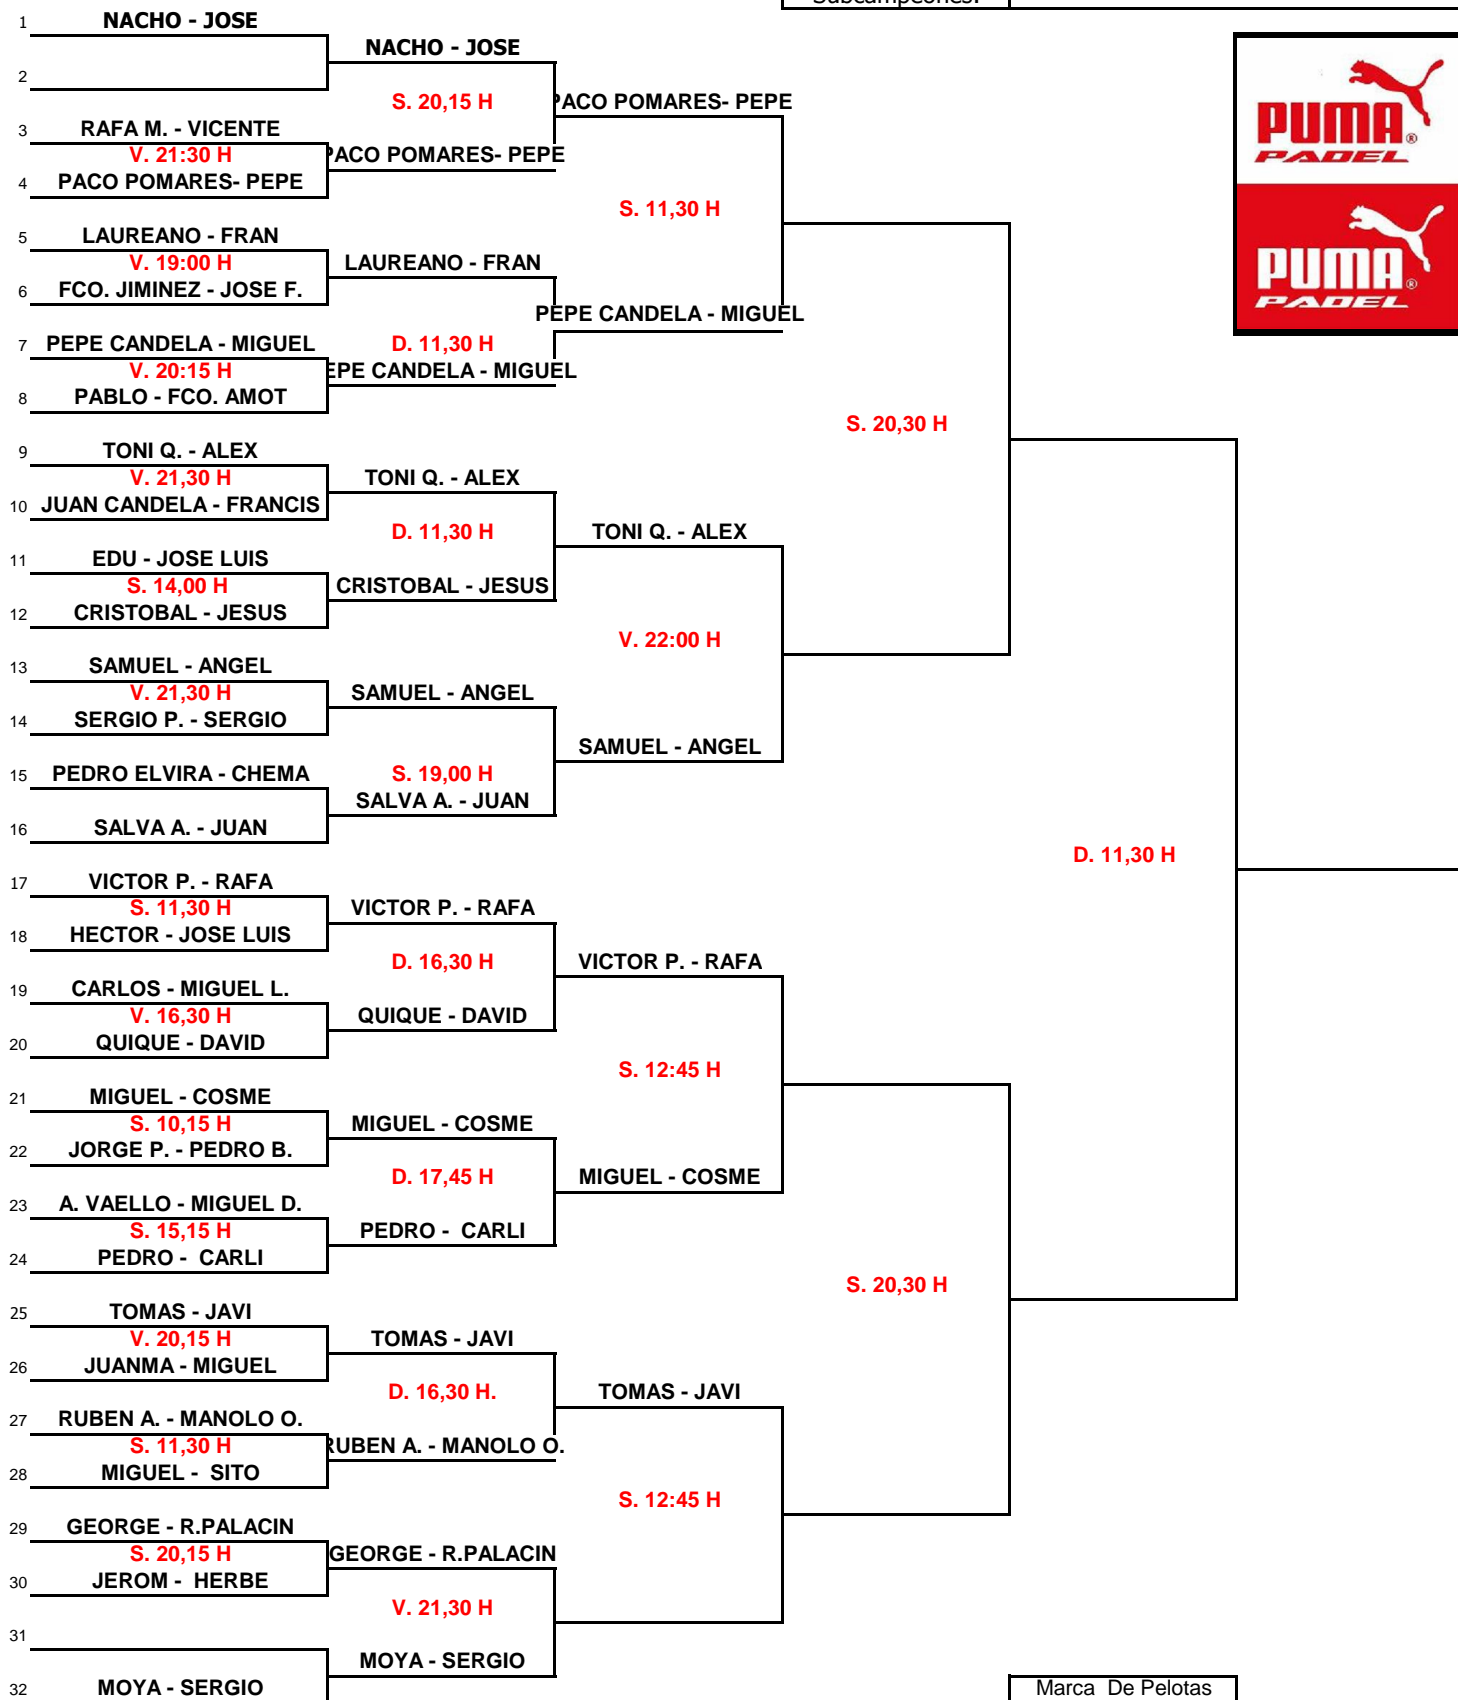 Subcampeones:
1 NACHO - JOSE
NACHO - JOSE
2
S. 20,15 H
PACO POMARES- PEPE
3 RAFA M. - VICENTE
V. 21:30 H
PACO POMARES- PEPE
4 PACO POMARES- PEPE
S. 11,30 H
5 LAUREANO - FRAN
V. 19:00 H
LAUREANO - FRAN
6 FCO. JIMINEZ - JOSE F.
PEPE CANDELA - MIGUEL
7 PEPE CANDELA - MIGUEL
D. 11,30 H
V. 20:15 H
EPE CANDELA - MIGUEL
8 PABLO - FCO. AMOT
S. 20,30 H
9 TONI Q. - ALEX
V. 21,30 H
TONI Q. - ALEX
10 JUAN CANDELA - FRANCIS
D. 11,30 H
TONI Q. - ALEX
11 EDU - JOSE LUIS
S. 14,00 H
CRISTOBAL - JESUS
12 CRISTOBAL - JESUS
V. 22:00 H
13 SAMUEL - ANGEL
V. 21,30 H
SAMUEL - ANGEL
14 SERGIO P. - SERGIO
SAMUEL - ANGEL
15 PEDRO ELVIRA - CHEMA
S. 19,00 H
SALVA A. - JUAN
16 SALVA A. - JUAN
D. 11,30 H
17 VICTOR P. - RAFA
S. 11,30 H
VICTOR P. - RAFA
18 HECTOR - JOSE LUIS
D. 16,30 H
VICTOR P. - RAFA
19 CARLOS - MIGUEL L.
V. 16,30 H
QUIQUE - DAVID
20 QUIQUE - DAVID
S. 12:45 H
21 MIGUEL - COSME
S. 10,15 H
MIGUEL - COSME
22 JORGE P. - PEDRO B.
D. 17,45 H
MIGUEL - COSME
23 A. VAELLO - MIGUEL D.
S. 15,15 H
PEDRO - CARLI
24 PEDRO - CARLI
S. 20,30 H
25 TOMAS - JAVI
V. 20,15 H
TOMAS - JAVI
26 JUANMA - MIGUEL
D. 16,30 H.
TOMAS - JAVI
27 RUBEN A. - MANOLO O.
S. 11,30 H
RUBEN A. - MANOLO O.
28 MIGUEL - SITO
S. 12:45 H
29 GEORGE - R.PALACIN
S. 20,15 H
GEORGE - R.PALACIN
30 JEROM - HERBE
V. 21,30 H
31
MOYA - SERGIO
32 MOYA - SERGIO
Marca De Pelotas
PUMA®
PADEL
PUMA®
PADEL